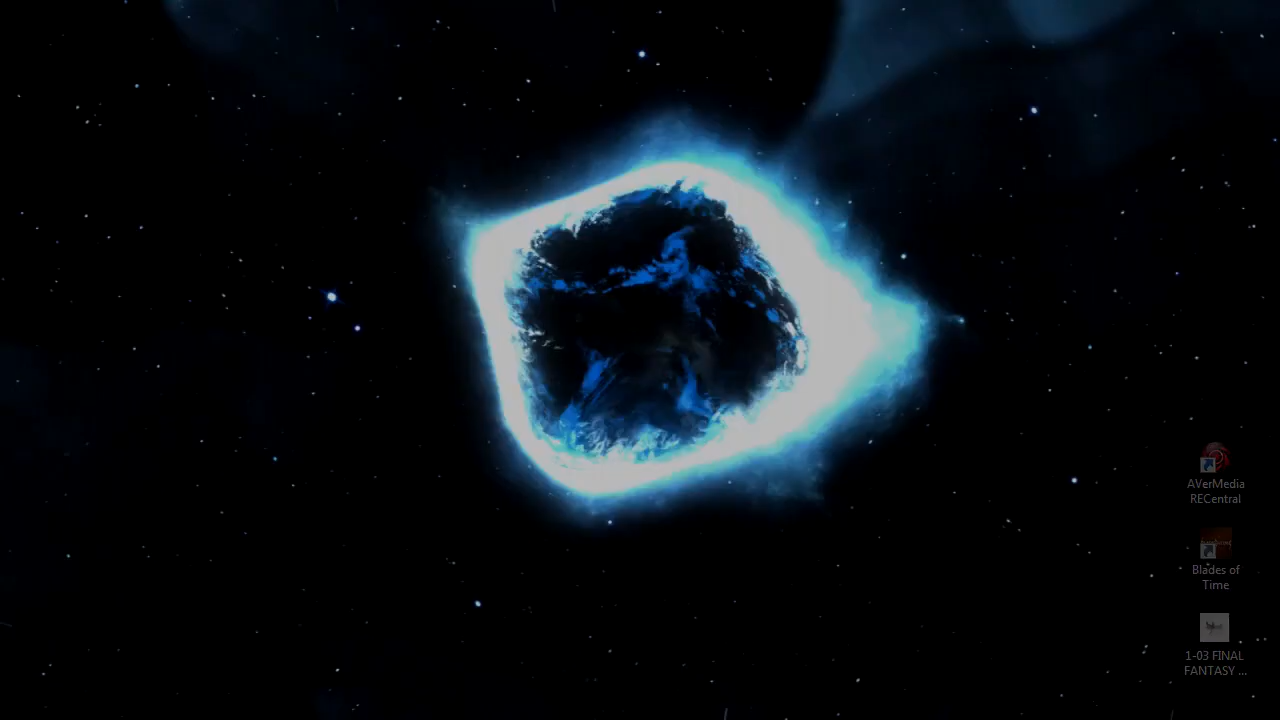 AVerMedia
RECentral
Blades of
Time
1-03 FINAL
FANTASY ...